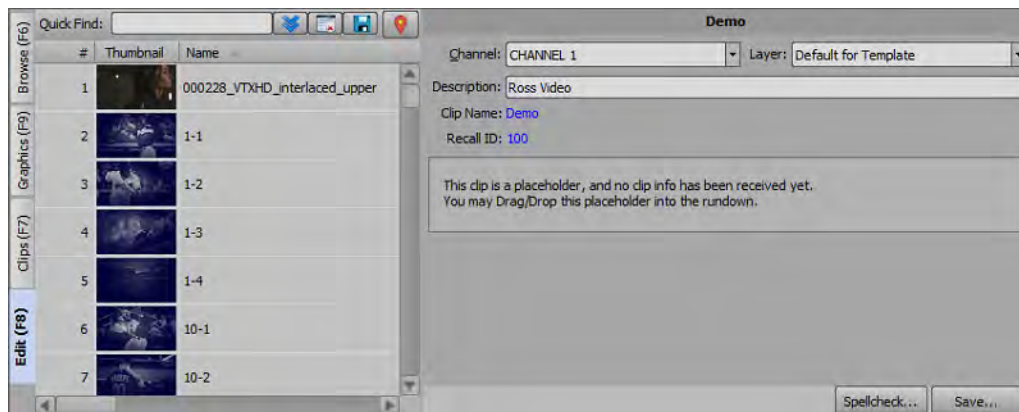 Browse (F6)
Graphics (F9)
Clips (F7)
Edit (F8)
Quick Find:
# Thumbnail Name
1 000228_VTXHD_interlaced_upper
2 1-1
3 1-2
4 1-3
5 1-4
6 10-1
7 10-2
Demo
Channel: CHANNEL 1 Layer: Default for Template
Description: Ross Video
Clip Name: Demo
Recall ID: 100
This clip is a placeholder, and no clip info has been received yet.
You may Drag/Drop this placeholder into the rundown.
Spellcheck... Save...